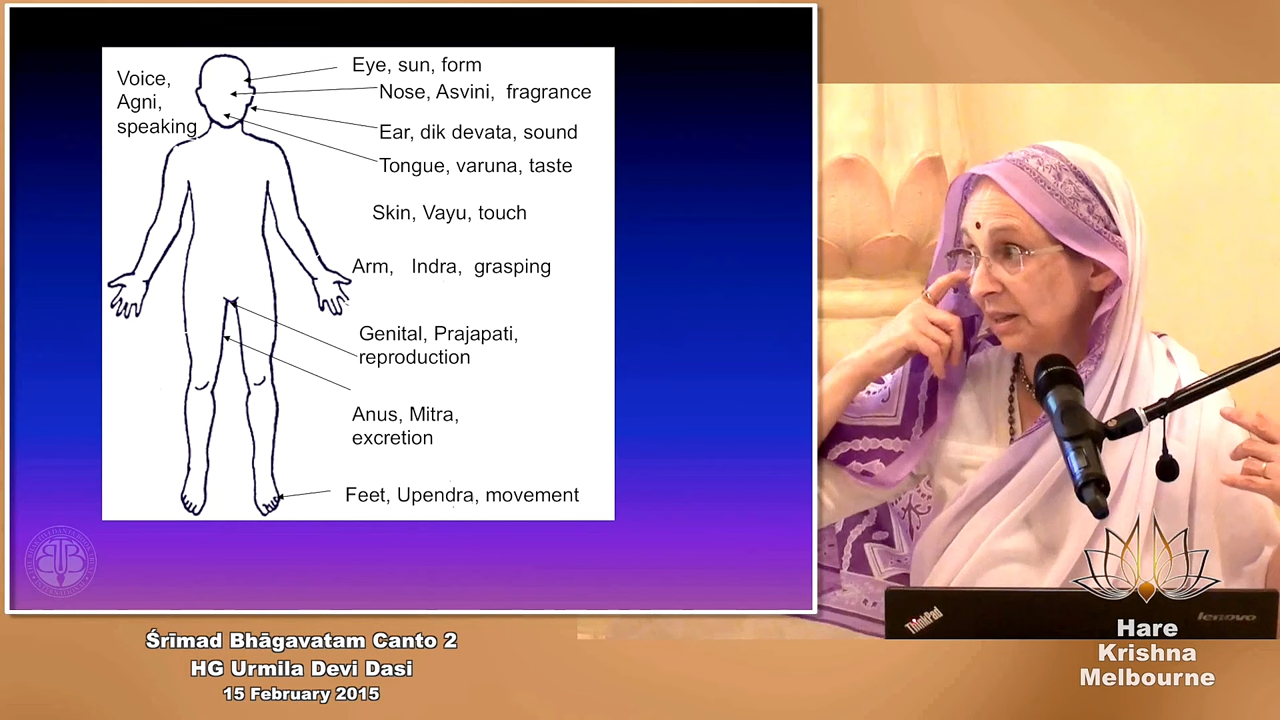 Voice,
Agni,
speaking
Eye, sun, form
Nose, Asvini, fragrance
Ear, dik devata, sound
Tongue, varuna, taste
Skin, Vayu, touch
Arm, Indra, grasping
Genital, Prajapati,
reproduction
Anus, Mitra,
excretion
Feet, Upendra, movement
Śrīmad Bhāgavatam Canto 2
HG Urmila Devi Dasi
15 February 2015
ThinkPad
lenovo
Hare
Krishna
Melbourne